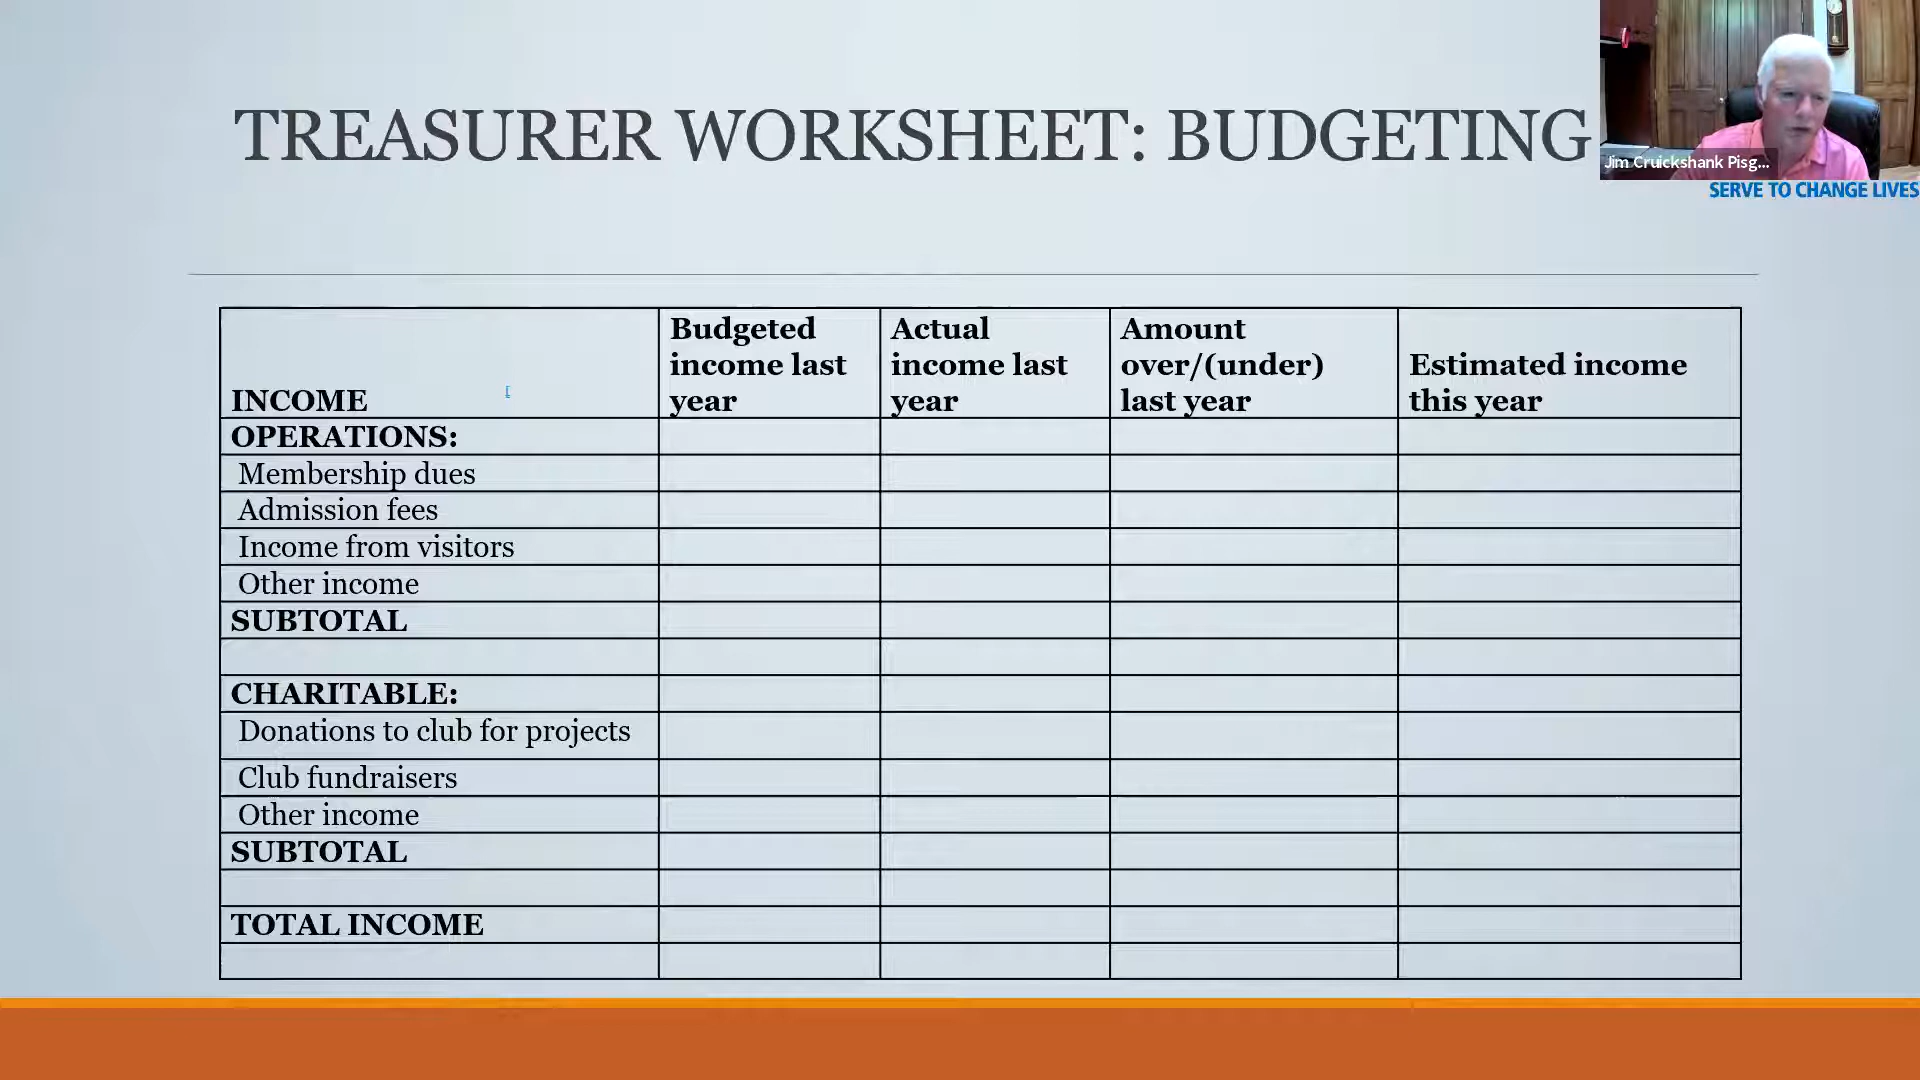 TREASURER WORKSHEET: BUDGETING
Jim Cruickshank Pisg...
SERVE TO CHANGE LIVES
INCOME
[
Budgeted
income last
year
Actual
income last
year
Amount
over/(under)
last year
Estimated income
this year
OPERATIONS:
Membership dues
Admission fees
Income from visitors
Other income
SUBTOTAL
CHARITABLE:
Donations to club for projects
Club fundraisers
Other income
SUBTOTAL
TOTAL INCOME